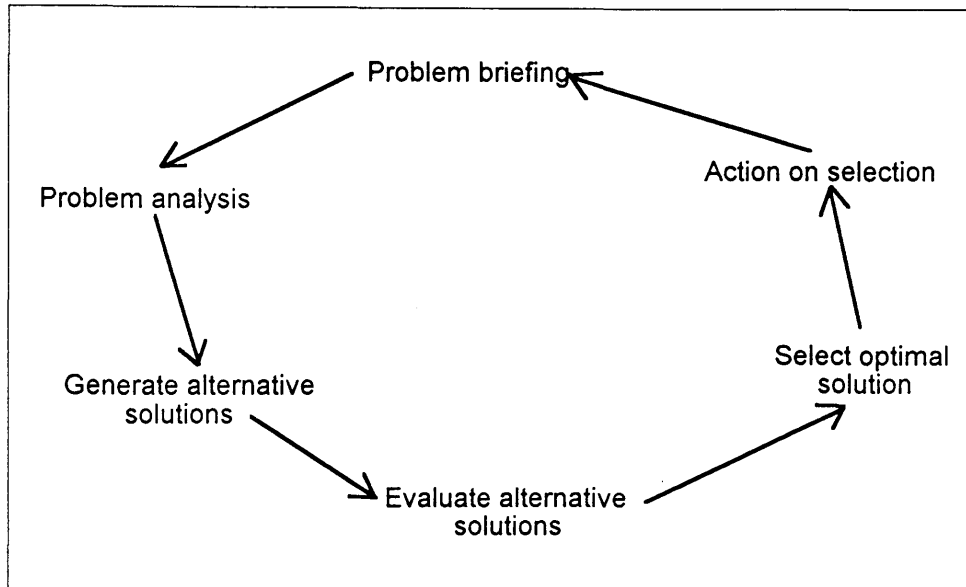 Problem briefing
Action on selection
Problem analysis
Select optimal
solution
Generate alternative
solutions
Evaluate alternative
solutions